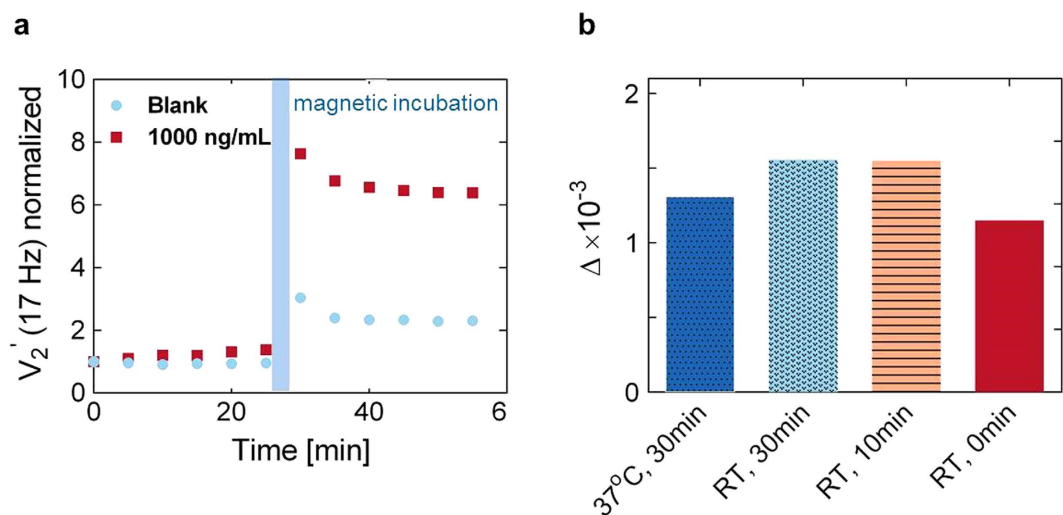 a
V2' (17 Hz) normalized
10
8
6
4
2
0
Blank
1000 ng/mL
magnetic incubation
0
20
40
6
Time [min]
b
Δ ×10-3
2
1
0
37oC, 30min
RT, 30min
RT, 10min
RT, 0min